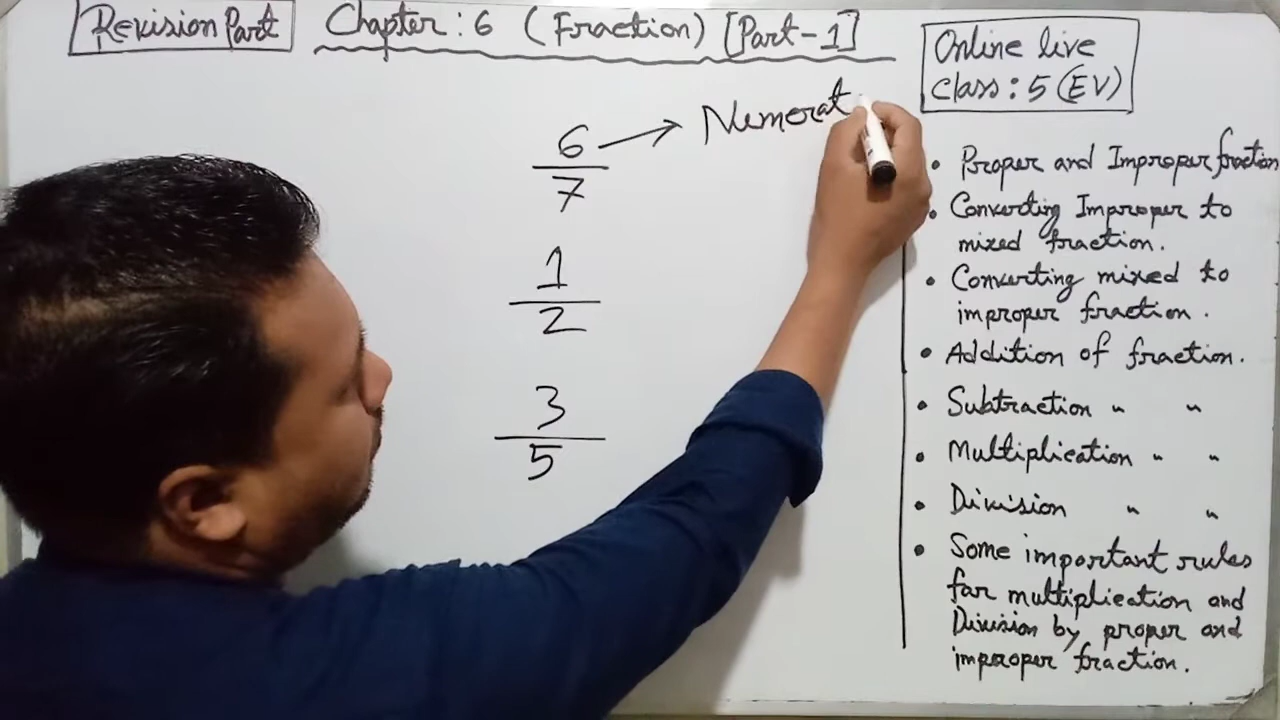 Revision Part
Chapter : 6 (Fraction) [Part-1]
Online live
class : 5 (EV)
6 → Numerat
7
1
2
3
5
• Proper and Improper fraction
• Converting Improper to
mixed fraction.
• Converting mixed to
improper fraction.
• Addition of fraction.
• Subtraction " "
• Multiplication " "
• Division " "
• Some important rules
for multiplication and
Division by proper and
improper fraction.